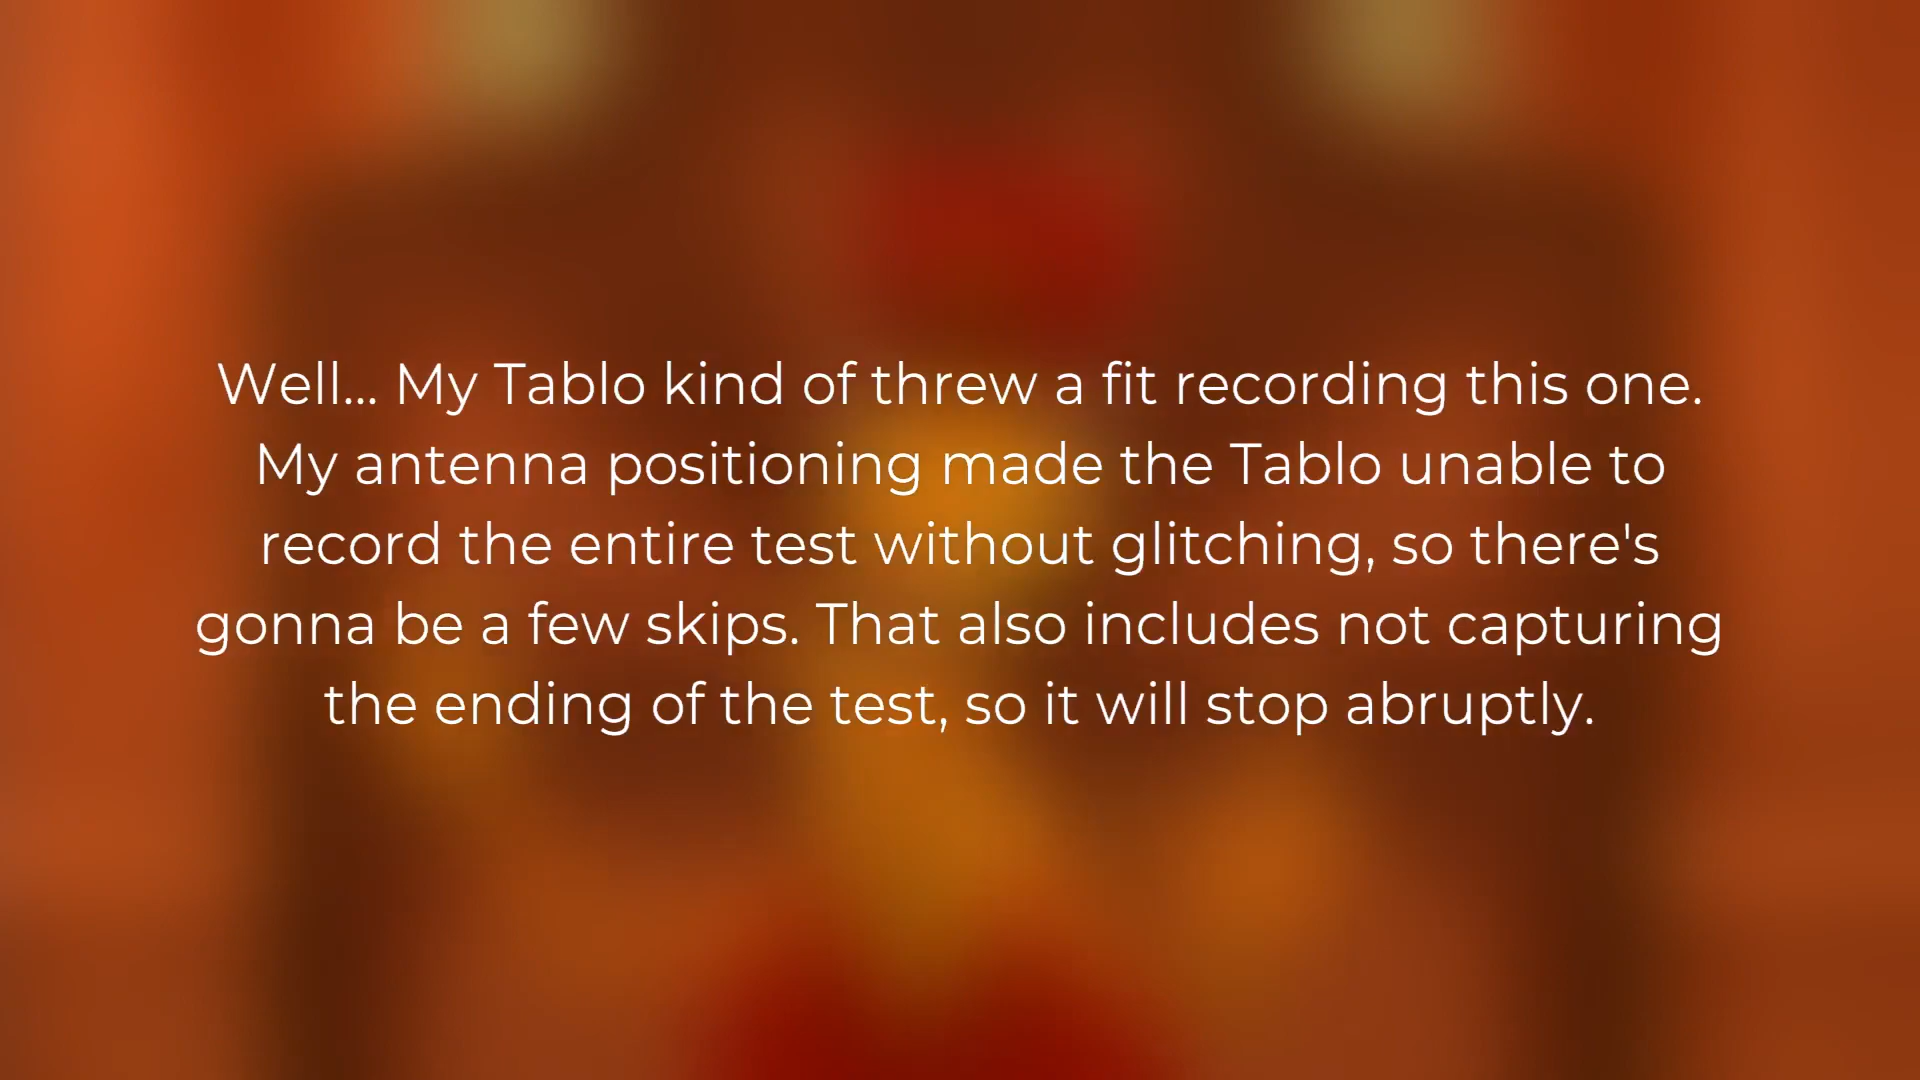 Well... My Tablo kind of threw a fit recording this one.
My antenna positioning made the Tablo unable to
record the entire test without glitching, so there's
gonna be a few skips. That also includes not capturing
the ending of the test, so it will stop abruptly.